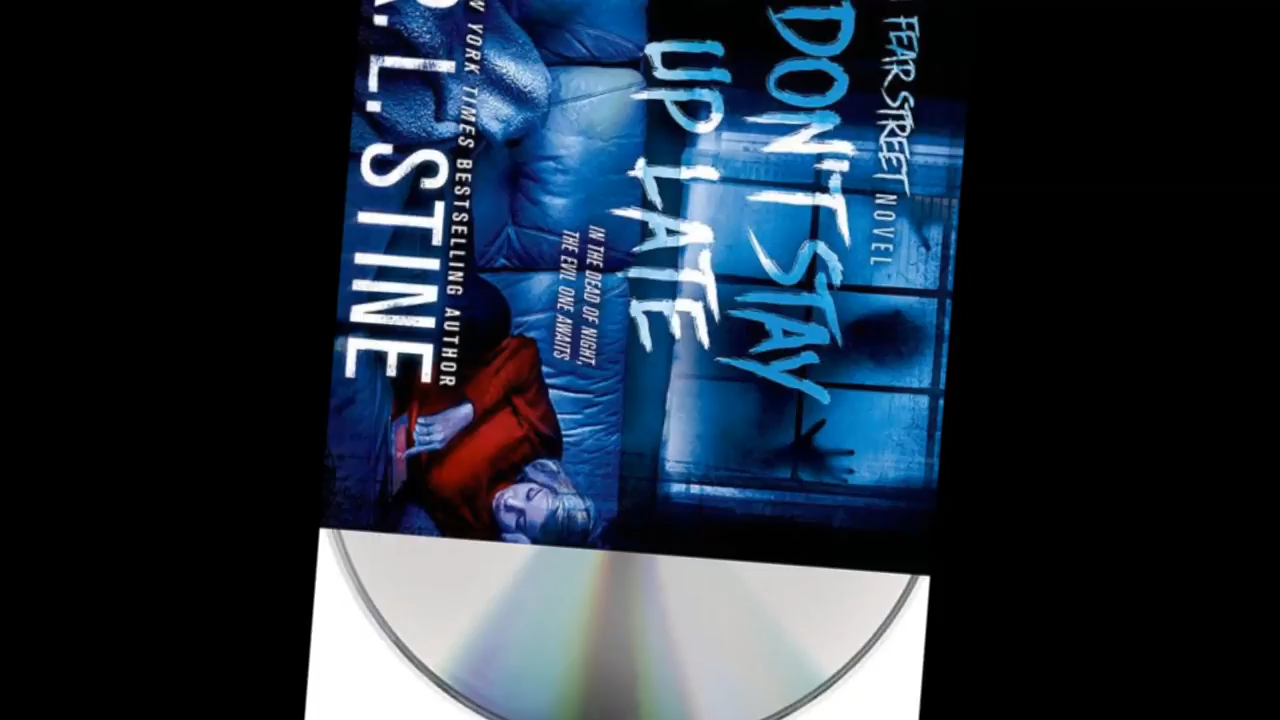 FEAR STREET NOVEL
DON'T STAY
UP LATE
IN THE DEAD OF NIGHT,
THE EVIL ONE AWAITS
YORK TIMES BESTSELLING AUTHOR
L. STINE